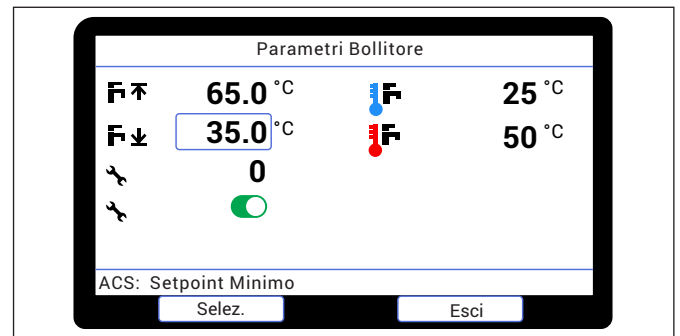 Parametri Bollitore
65.0 °C 25 °C
35.0 °C 50 °C
0
ACS: Setpoint Minimo
Selez. Esci